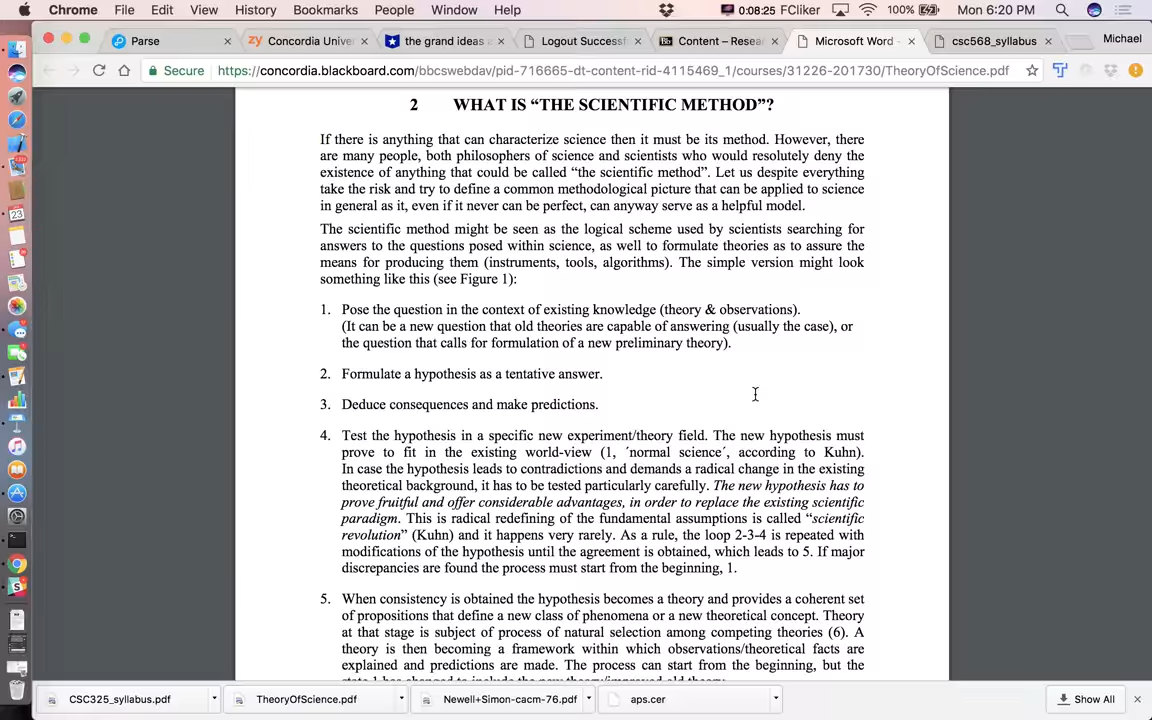 Chrome File Edit View History Bookmarks People Window Help 0:08:25 FCliker 100% Mon 6:20 PM
Parse × Concordia Unive × the grand ideas a × Logout Successf × Content – Resea × Microsoft Word - × csc568_syllabus × Michael
Secure https://concordia.blackboard.com/bbcswebdav/pid-716665-dt-content-rid-4115469_1/courses/31226-201730/TheoryOfScience.pdf
2 WHAT IS “THE SCIENTIFIC METHOD”?
If there is anything that can characterize science then it must be its method. However, there
are many people, both philosophers of science and scientists who would resolutely deny the
existence of anything that could be called “the scientific method”. Let us despite everything
take the risk and try to define a common methodological picture that can be applied to science
in general as it, even if it never can be perfect, can anyway serve as a helpful model.
The scientific method might be seen as the logical scheme used by scientists searching for
answers to the questions posed within science, as well to formulate theories as to assure the
means for producing them (instruments, tools, algorithms). The simple version might look
something like this (see Figure 1):
1. Pose the question in the context of existing knowledge (theory & observations).
(It can be a new question that old theories are capable of answering (usually the case), or
the question that calls for formulation of a new preliminary theory).
2. Formulate a hypothesis as a tentative answer.
3. Deduce consequences and make predictions.
4. Test the hypothesis in a specific new experiment/theory field. The new hypothesis must
prove to fit in the existing world-view (1, ´normal science´, according to Kuhn).
In case the hypothesis leads to contradictions and demands a radical change in the existing
theoretical background, it has to be tested particularly carefully. The new hypothesis has to
prove fruitful and offer considerable advantages, in order to replace the existing scientific
paradigm. This is radical redefining of the fundamental assumptions is called “scientific
revolution” (Kuhn) and it happens very rarely. As a rule, the loop 2-3-4 is repeated with
modifications of the hypothesis until the agreement is obtained, which leads to 5. If major
discrepancies are found the process must start from the beginning, 1.
5. When consistency is obtained the hypothesis becomes a theory and provides a coherent set
of propositions that define a new class of phenomena or a new theoretical concept. Theory
at that stage is subject of process of natural selection among competing theories (6). A
theory is then becoming a framework within which observations/theoretical facts are
explained and predictions are made. The process can start from the beginning, but the
state 1 has changed to include the new theory/improved old theory.
CSC325_syllabus.pdf TheoryOfScience.pdf Newell+Simon-cacm-76.pdf aps.cer Show All ×